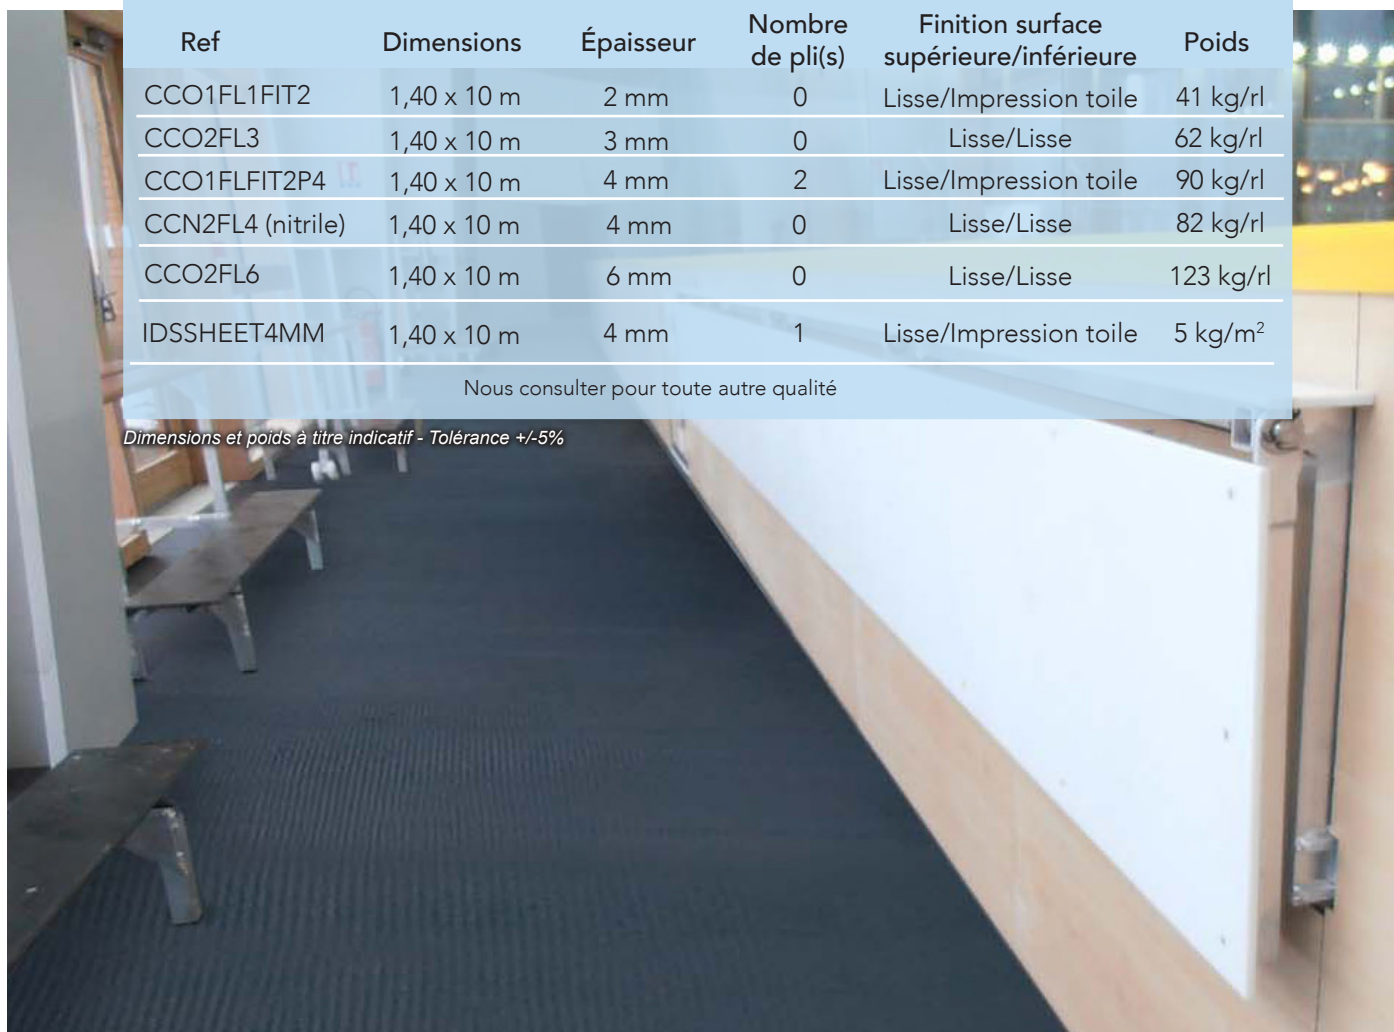 Ref Dimensions Épaisseur Nombre de pli(s) Finition surface supérieure/inférieure Poids
CCO1FL1FIT2 1,40 x 10 m 2 mm 0 Lisse/Impression toile 41 kg/rl
CCO2FL3 1,40 x 10 m 3 mm 0 Lisse/Lisse 62 kg/rl
CCO1FLFIT2P4 1,40 x 10 m 4 mm 2 Lisse/Impression toile 90 kg/rl
CCN2FL4 (nitrile) 1,40 x 10 m 4 mm 0 Lisse/Lisse 82 kg/rl
CCO2FL6 1,40 x 10 m 6 mm 0 Lisse/Lisse 123 kg/rl
IDSSHEET4MM 1,40 x 10 m 4 mm 1 Lisse/Impression toile 5 kg/m²
Nous consulter pour toute autre qualité
Dimensions et poids à titre indicatif - Tolérance +/-5%